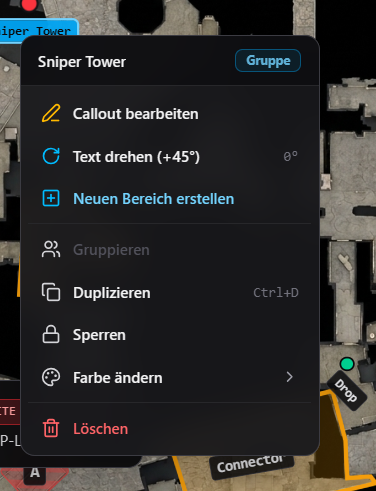 Sniper Tower
Sniper Tower
Gruppe
Callout bearbeiten
Text drehen (+45°)
0°
Neuen Bereich erstellen
Gruppieren
Duplizieren
Ctrl+D
Sperren
Farbe ändern
Löschen
Drop
Connector
A